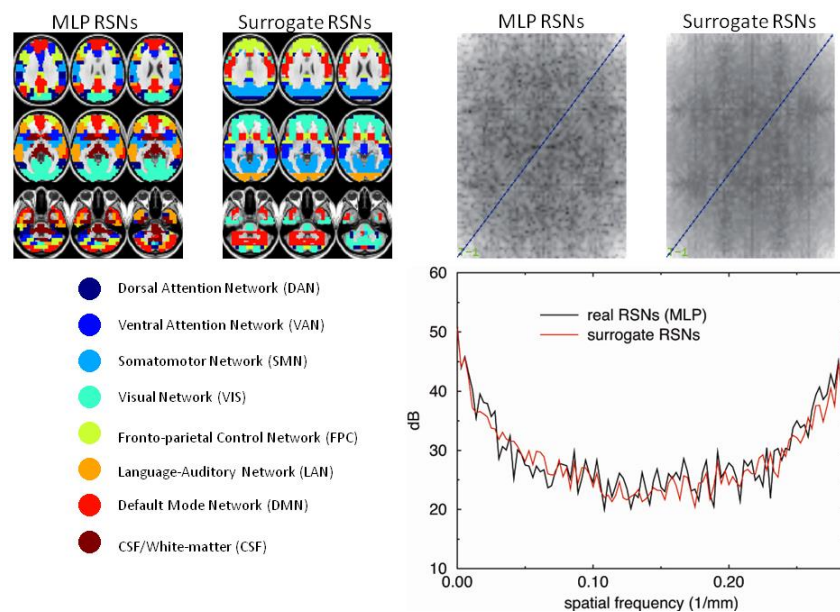 MLP RSNs
Surrogate RSNs
MLP RSNs
Surrogate RSNs
Dorsal Attention Network (DAN)
Ventral Attention Network (VAN)
Somatomotor Network (SMN)
Visual Network (VIS)
Fronto-parietal Control Network (FPC)
Language-Auditory Network (LAN)
Default Mode Network (DMN)
CSF/White-matter (CSF)
60
50
40
30
20
10
dB
real RSNs (MLP)
surrogate RSNs
0.00
0.10
0.20
spatial frequency (1/mm)